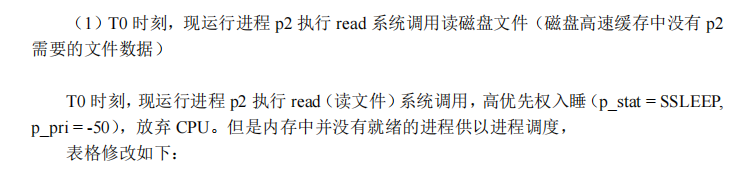 （1）T0 时刻，现运行进程 p2 执行 read 系统调用读磁盘文件（磁盘高速缓存中没有 p2
需要的文件数据）
T0 时刻，现运行进程 p2 执行 read（读文件）系统调用，高优先权入睡（p_stat = SSLEEP,
p_pri = -50），放弃 CPU。但是内存中并没有就绪的进程供以进程调度，
表格修改如下：